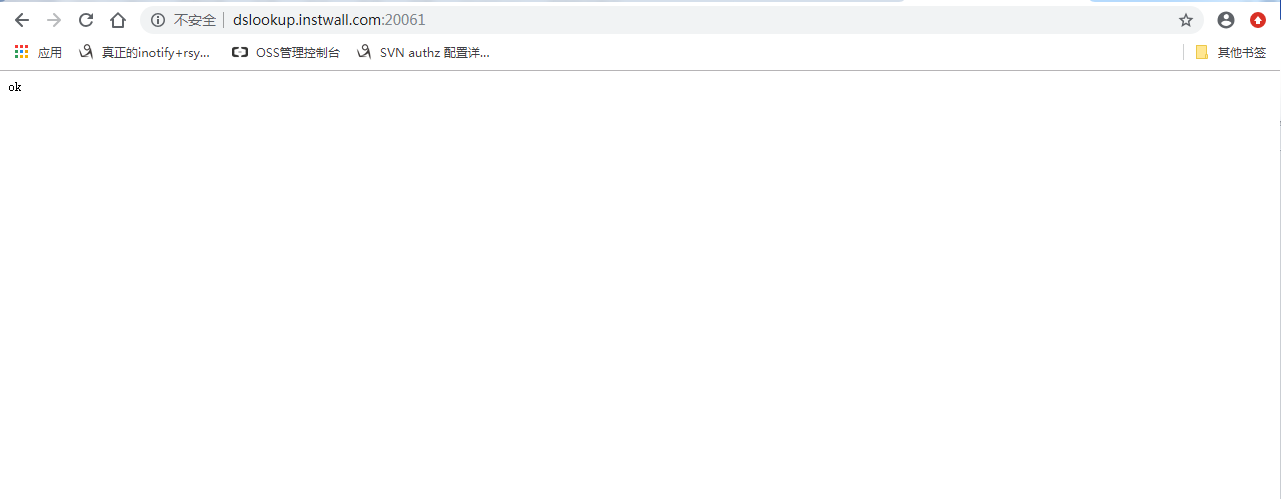 不安全 dslookup.instwall.com:20061
应用 真正的inotify+rsy... OSS管理控制台 SVN authz 配置详... 其他书签
ok